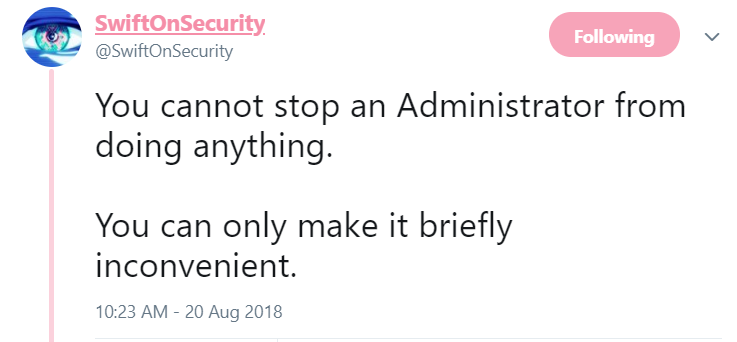 SwiftOnSecurity
@SwiftOnSecurity
Following
You cannot stop an Administrator from
doing anything.
You can only make it briefly
inconvenient.
10:23 AM - 20 Aug 2018